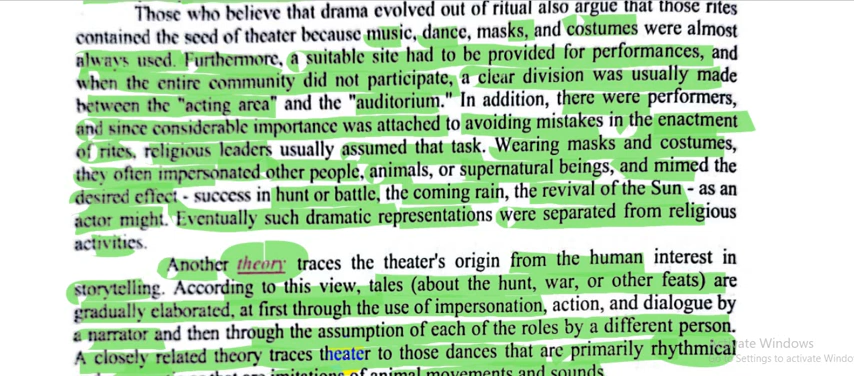 Those who believe that drama evolved out of ritual also argue that those rites
contained the seed of theater because music, dance, masks, and costumes were almost
always used. Furthermore, a suitable site had to be provided for performances, and
when the entire community did not participate, a clear division was usually made
between the "acting area" and the "auditorium." In addition, there were performers,
and since considerable importance was attached to avoiding mistakes in the enactment
of rites, religious leaders usually assumed that task. Wearing masks and costumes,
they often impersonated other people, animals, or supernatural beings, and mimed the
desired effect - success in hunt or battle, the coming rain, the revival of the Sun - as an
actor might. Eventually such dramatic representations were separated from religious
activities.
Another theory traces the theater's origin from the human interest in
storytelling. According to this view, tales (about the hunt, war, or other feats) are
gradually elaborated, at first through the use of impersonation, action, and dialogue by
a narrator and then through the assumption of each of the roles by a different person.
A closely related theory traces theater to those dances that are primarily rhythmical
imitations of animal movements and sounds
Windows
Settings to activate Windo